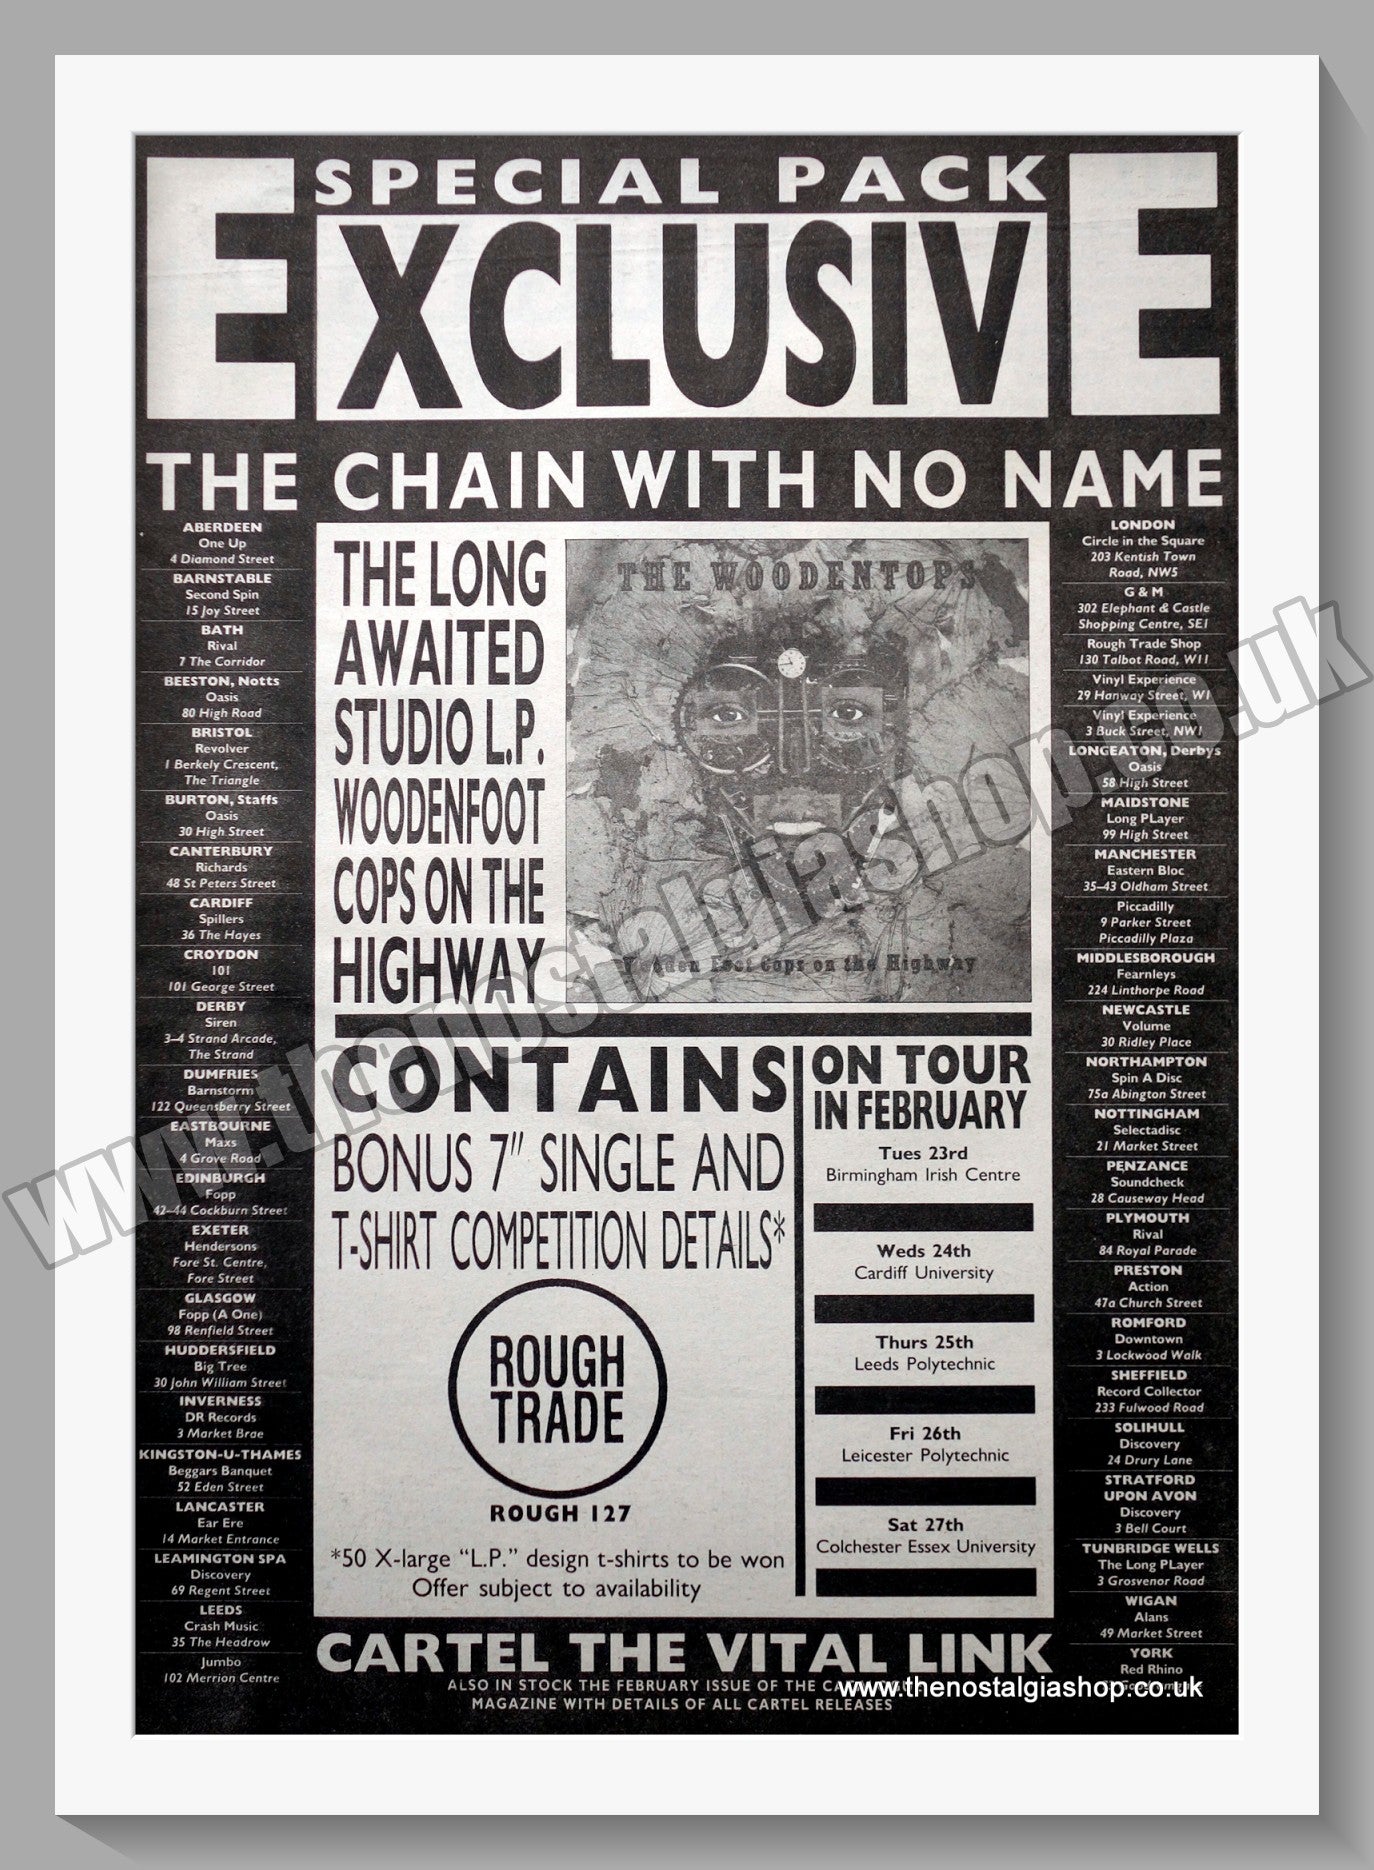 SPECIAL PACK
EXCLUSIVE
THE CHAIN WITH NO NAME
ABERDEEN
One Up
4 Diamond Street
BARNSTABLE
Second Spin
15 Joy Street
BATH
Rival
7 The Corridor
BEESTON, Notts
Oasis
80 High Road
BRISTOL
Revolver
1 Berkely Crescent,
The Triangle
BURTON, Staffs
Oasis
30 High Street
CANTERBURY
Richards
48 St Peters Street
CARDIFF
Spillers
36 The Hayes
CROYDON
101
101 George Street
DERBY
Siren
3–4 Strand Arcade,
The Strand
DUMFRIES
Barnstorm
122 Queensberry Street
EASTBOURNE
Maxs
4 Grove Road
EDINBURGH
Fopp
42–44 Cockburn Street
EXETER
Hendersons
Fore St. Centre,
Fore Street
GLASGOW
Fopp (A One)
98 Renfield Street
HUDDERSFIELD
Big Tree
30 John William Street
INVERNESS
DR Records
3 Market Brae
KINGSTON-U-THAMES
Beggars Banquet
52 Eden Street
LANCASTER
Ear Ere
14 Market Entrance
LEAMINGTON SPA
Discovery
69 Regent Street
LEEDS
Crash Music
35 The Headrow
Jumbo
102 Merrion Centre
THE LONG
AWAITED
STUDIO L.P.
WOODENFOOT
COPS ON THE
HIGHWAY
THE WOODENTOPS
Wooden Foot Cops on the Highway
CONTAINS
BONUS 7" SINGLE AND
T-SHIRT COMPETITION DETAILS*
ROUGH
TRADE
ROUGH 127
*50 X-large "L.P." design t-shirts to be won
Offer subject to availability
ON TOUR
IN FEBRUARY
Tues 23rd
Birmingham Irish Centre
Weds 24th
Cardiff University
Thurs 25th
Leeds Polytechnic
Fri 26th
Leicester Polytechnic
Sat 27th
Colchester Essex University
LONDON
Circle in the Square
203 Kentish Town
Road, NW5
G & M
302 Elephant & Castle
Shopping Centre, SE1
Rough Trade Shop
130 Talbot Road, W11
Vinyl Experience
29 Hanway Street, W1
Vinyl Experience
3 Buck Street, NW1
LONGEATON, Derbys
Oasis
58 High Street
MAIDSTONE
Long PLayer
99 High Street
MANCHESTER
Eastern Bloc
35–43 Oldham Street
Piccadilly
9 Parker Street
Piccadilly Plaza
MIDDLESBOROUGH
Fearnleys
224 Linthorpe Road
NEWCASTLE
Volume
30 Ridley Place
NORTHAMPTON
Spin A Disc
75a Abington Street
NOTTINGHAM
Selectadisc
21 Market Street
PENZANCE
Soundcheck
28 Causeway Head
PLYMOUTH
Rival
84 Royal Parade
PRESTON
Action
47a Church Street
ROMFORD
Downtown
3 Lockwood Walk
SHEFFIELD
Record Collector
233 Fulwood Road
SOLIHULL
Discovery
24 Drury Lane
STRATFORD
UPON AVON
Discovery
3 Bell Court
TUNBRIDGE WELLS
The Long PLayer
3 Grosvenor Road
WIGAN
Alans
49 Market Street
YORK
Red Rhino
CARTEL THE VITAL LINK
ALSO IN STOCK THE FEBRUARY ISSUE OF THE
MAGAZINE WITH DETAILS OF ALL CARTEL RELEASES
www.thenostalgiashop.co.uk
www.thenostalgiashop.co.uk